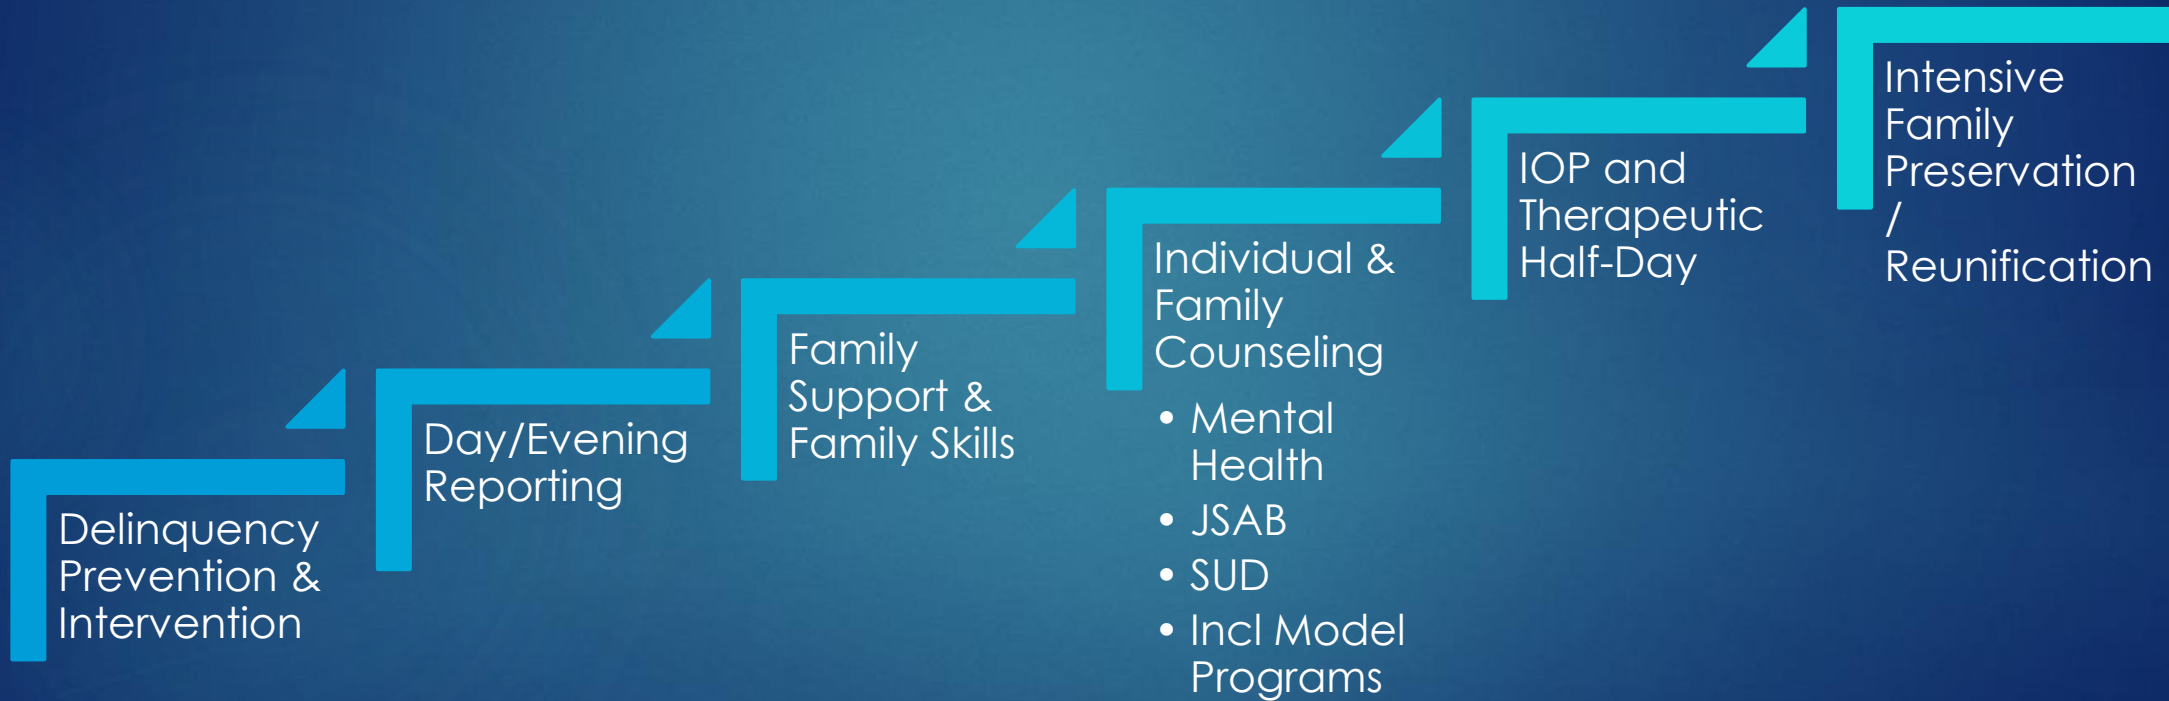 Delinquency
Prevention &
Intervention
Day/Evening
Reporting
Family
Support &
Family Skills
Individual &
Family
Counseling
• Mental
Health
• JSAB
• SUD
• Incl Model
Programs
IOP and
Therapeutic
Half-Day
Intensive
Family
Preservation
/
Reunification